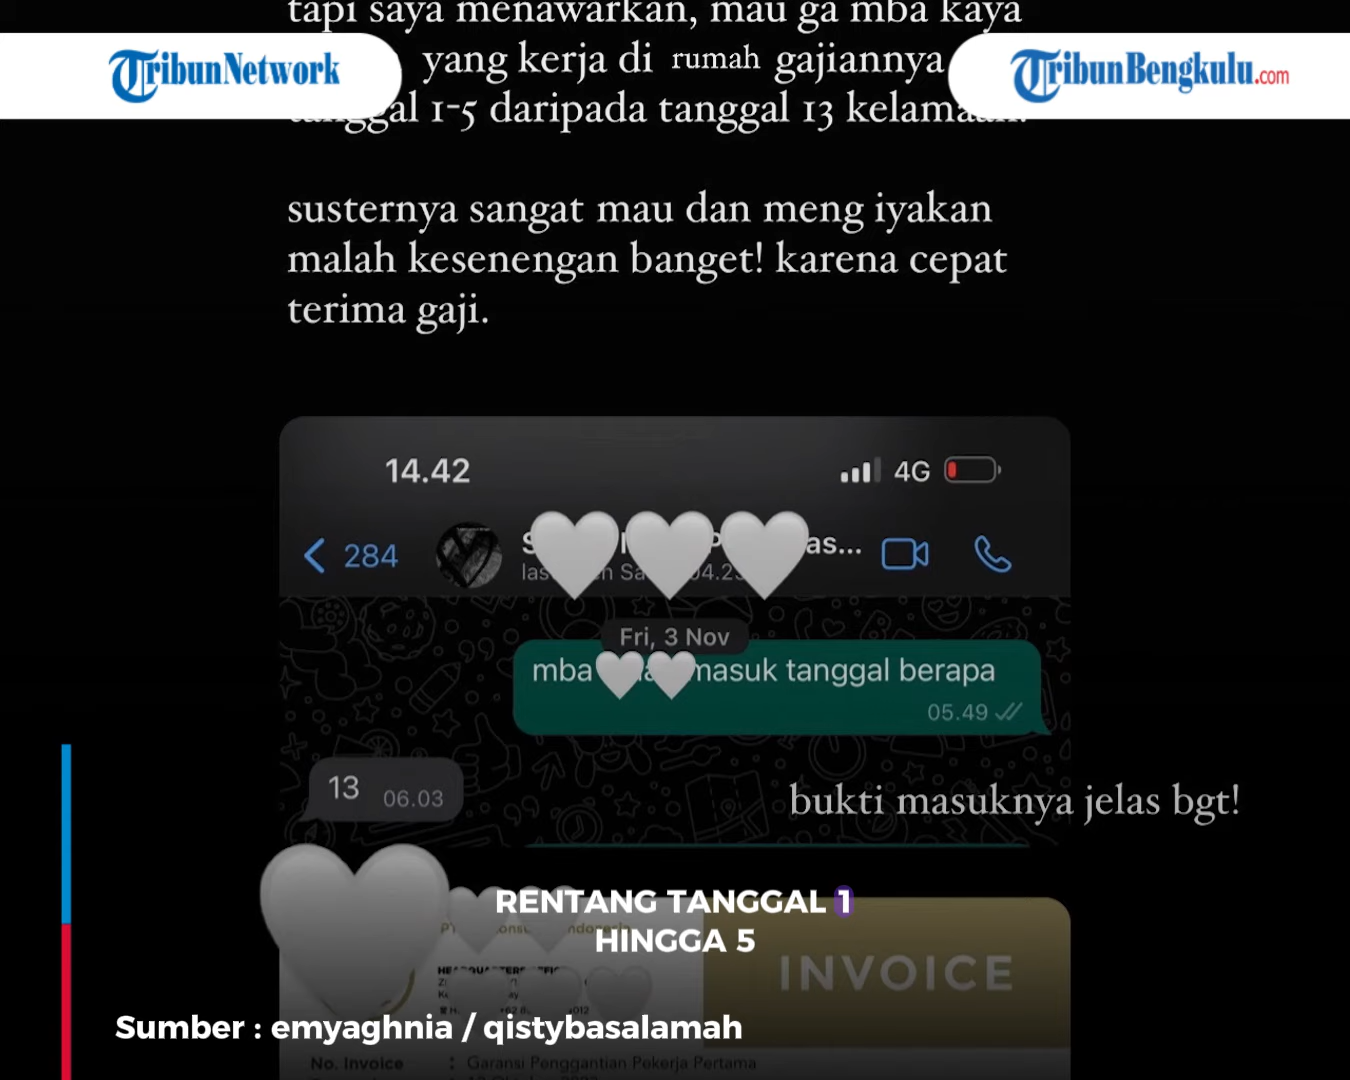 tapi saya menawarkan, mau ga mba kaya
TribunNetwork
yang kerja di rumah gajiannya
TribunBengkulu.com
tanggal 1-5 daripada tanggal 13 kelamaan.
susternya sangat mau dan meng iyakan
malah kesenengan banget! karena cepat
terima gaji.
14.42
4G
284
as...
Fri, 3 Nov
mba masuk tanggal berapa
05.49
13
06.03
bukti masuknya jelas bgt!
RENTANG TANGGAL 1
HINGGA 5
INVOICE
Sumber : emyaghnia / qistybasalamah
No. Invoice : Garansi Penggantian Pekerja Pertama